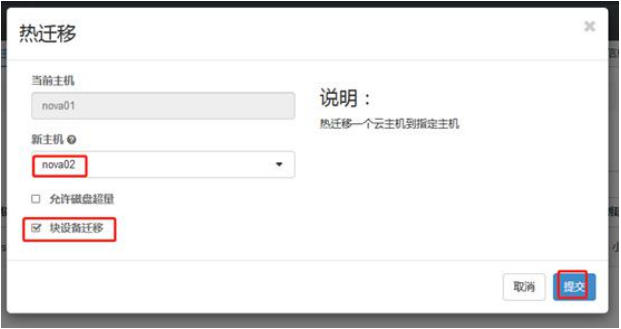 热迁移
×
当前主机
nova01
新主机
nova02
允许磁盘超量
块设备迁移
说明：
热迁移一个云主机到指定主机
取消
提交